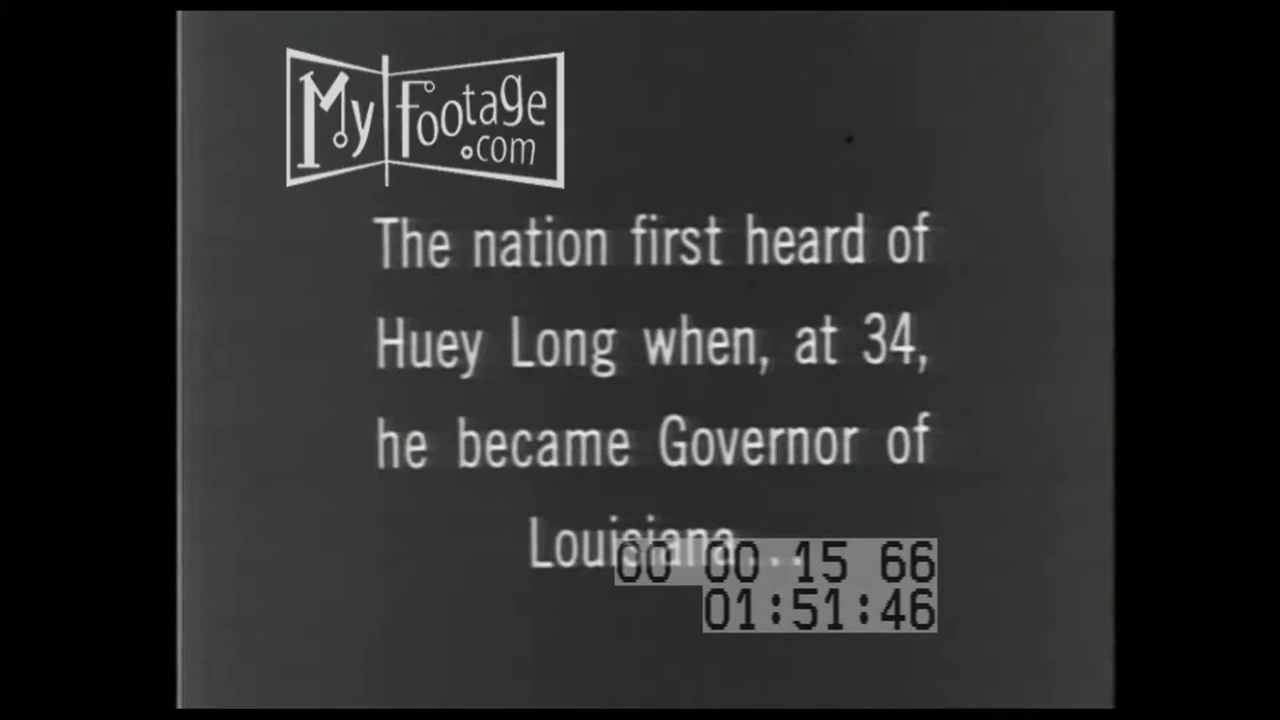 My Footage
.com
The nation first heard of
Huey Long when, at 34,
he became Governor of
Louisiana...
00 00 15 66
01:51:46